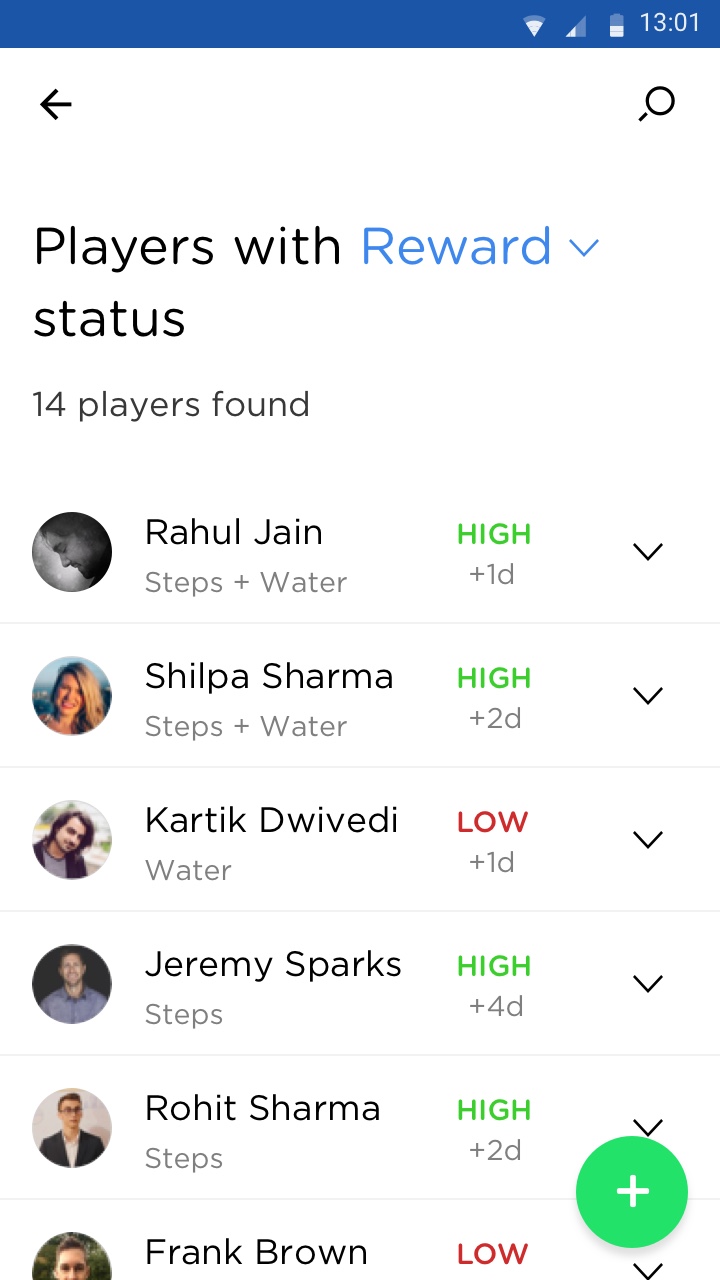 13:01
Players with Reward
status
14 players found
Rahul Jain
HIGH
Steps + Water
+1d
Shilpa Sharma
HIGH
Steps + Water
+2d
Kartik Dwivedi
LOW
Water
+1d
Jeremy Sparks
HIGH
Steps
+4d
Rohit Sharma
HIGH
Steps
+2d
Frank Brown
LOW